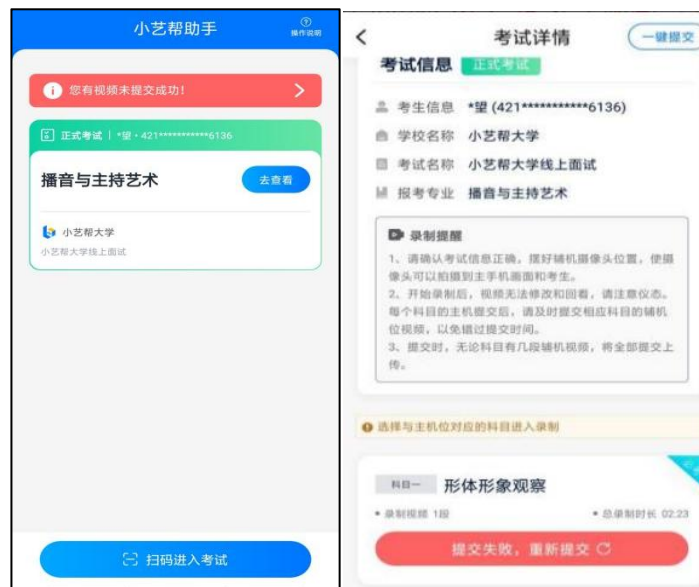 小艺帮助手
操作说明
您有视频未提交成功!
正式考试 | *望·421***********6136
播音与主持艺术
去查看
小艺帮大学
小艺帮大学线上面试
扫码进入考试
考试详情
一键提交
考试信息 正式考试
考生信息 *望 (421***********6136)
学校名称 小艺帮大学
考试名称 小艺帮大学线上面试
报考专业 播音与主持艺术
录制提醒
1、请确认考试信息正确，摆好辅机摄像头位置，使摄
像头可以拍摄到主手机画面和考生。
2、开始录制后，视频无法修改和回看，请注意仪态。
每个科目的主机提交后，请及时提交相应科目的辅机
位视频，以免错过提交时间。
3、提交时，无论科目有几段辅机视频，将全部提交上
传。
选择与主机位对应的科目进入录制
科目一 形体形象观察
录制视频 1段 总录制时长 02:23
提交失败，重新提交